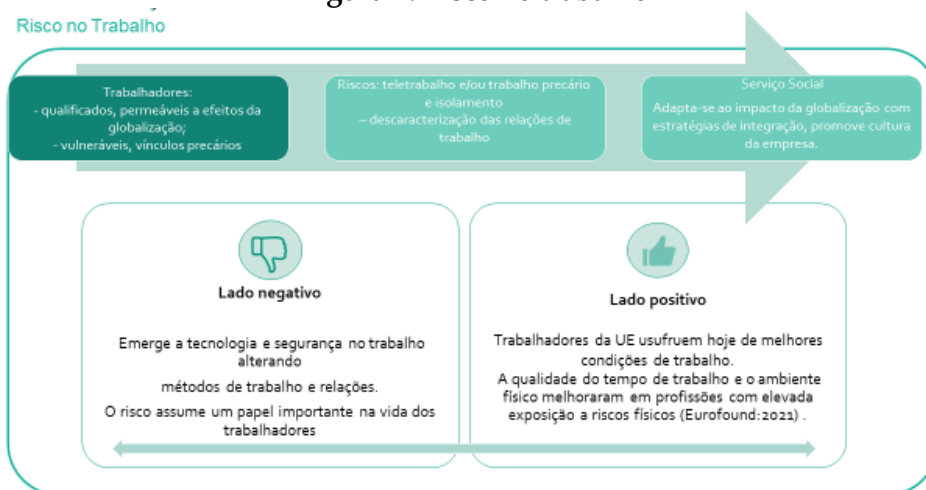 Risco no Trabalho
Trabalhadores:
- qualificados, permeáveis a efeitos da
globalização;
- vulneráveis, vínculos precários
Riscos: teletrabalho e/ou trabalho precário
e isolamento
– descaracterização das relações de
trabalho
Serviço Social
Adapta-se ao impacto da globalização com
estratégias de integração, promove cultura
da empresa.
Lado negativo
Emerge a tecnologia e segurança no trabalho
alterando
métodos de trabalho e relações.
O risco assume um papel importante na vida dos
trabalhadores
Lado positivo
Trabalhadores da UE usufruem hoje de melhores
condições de trabalho.
A qualidade do tempo de trabalho e o ambiente
físico melhoraram em profissões com elevada
exposição a riscos físicos (Eurofound:2021) .